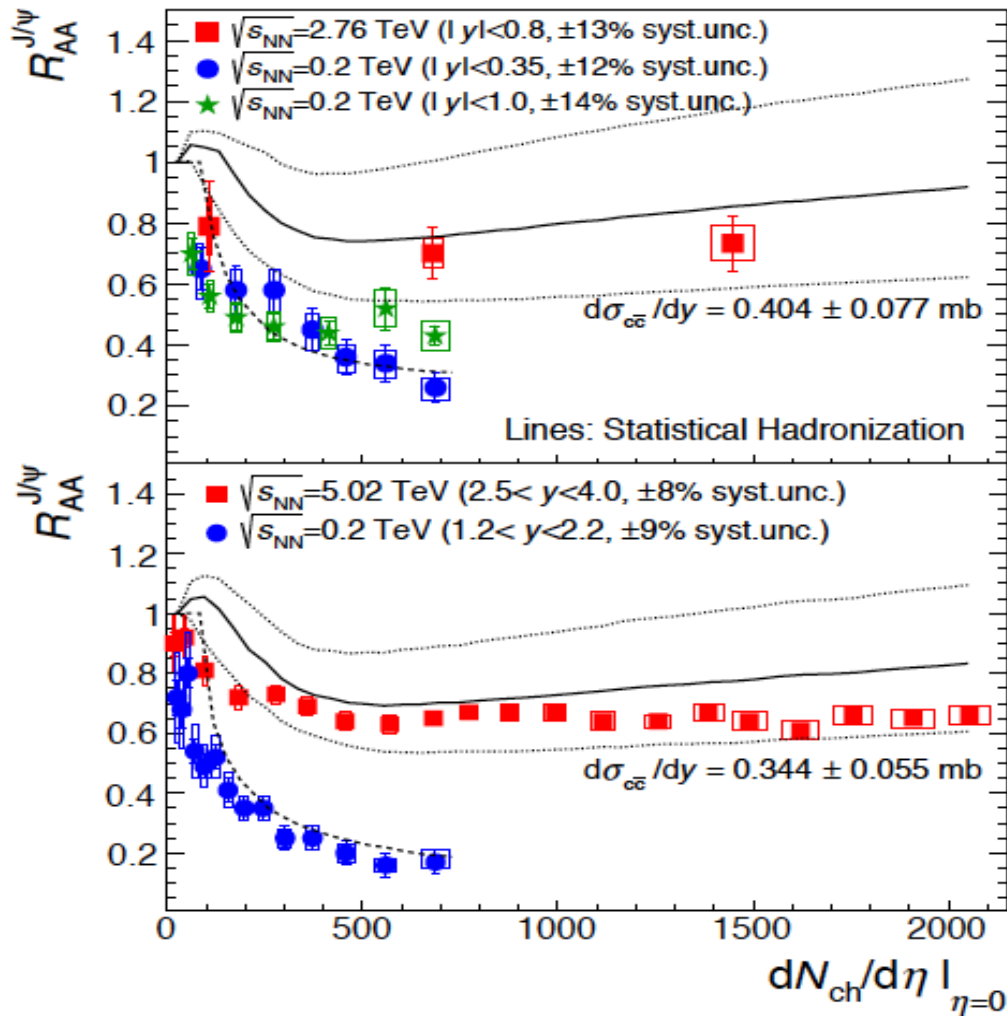 R_AA^J/ψ
1.4
1.2
1
0.8
0.6
0.4
0.2
√s_NN=2.76 TeV (| y|<0.8, ±13% syst.unc.)
√s_NN=0.2 TeV (| y|<0.35, ±12% syst.unc.)
√s_NN=0.2 TeV (| y|<1.0, ±14% syst.unc.)
dσ_cc̅ /dy = 0.404 ± 0.077 mb
Lines: Statistical Hadronization
R_AA^J/ψ
1.4
1.2
1
0.8
0.6
0.4
0.2
√s_NN=5.02 TeV (2.5< y<4.0, ±8% syst.unc.)
√s_NN=0.2 TeV (1.2< y<2.2, ±9% syst.unc.)
dσ_cc̅ /dy = 0.344 ± 0.055 mb
0 500 1000 1500 2000
dN_ch/dη |_η=0